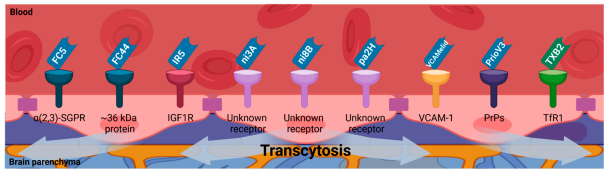 Blood
FC5
FC44
IR5
ni3A
ni8B
pa2H
VCAMelid
PrioV3
TXB2
α(2,3)-SGPR
~36 kDa
protein
IGF1R
Unknown
receptor
Unknown
receptor
Unknown
receptor
VCAM-1
PrPs
TfR1
Transcytosis
Brain parenchyma